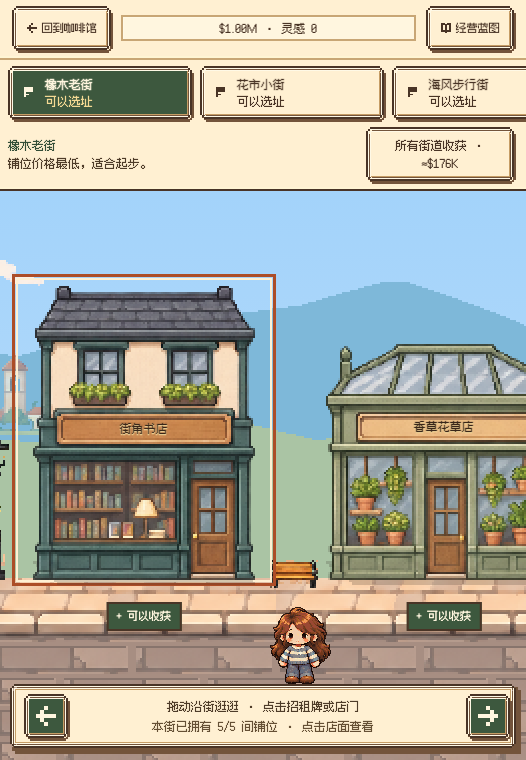 回到咖啡馆
$1.00M · 灵感 0
经营蓝图
橡木老街
可以选址
花市小街
可以选址
海风步行街
可以选址
橡木老街
铺位价格最低，适合起步。
所有街道收获 ·
≈$176K
街角书店
香草花草店
+ 可以收获
+ 可以收获
拖动沿街逛逛 · 点击招租牌或店门
本街已拥有 5/5 间铺位 · 点击店面查看